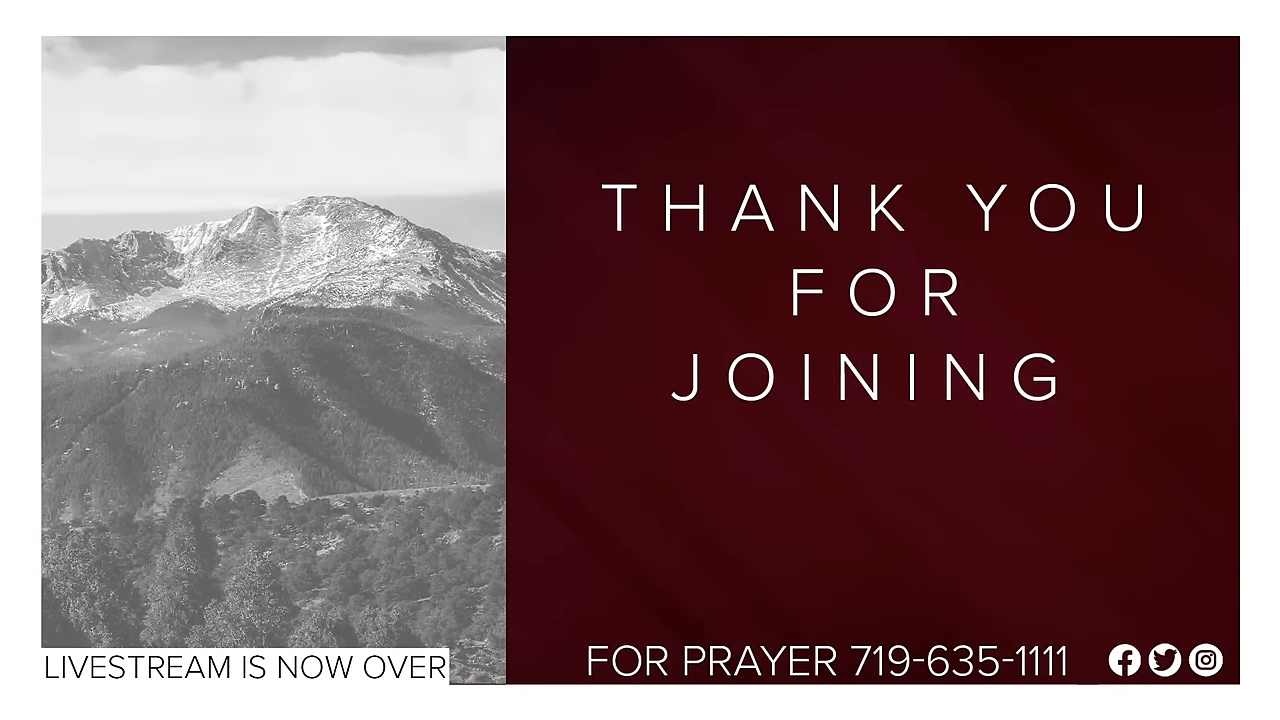 THANK YOU
FOR
JOINING
LIVESTREAM IS NOW OVER
FOR PRAYER 719-635-1111